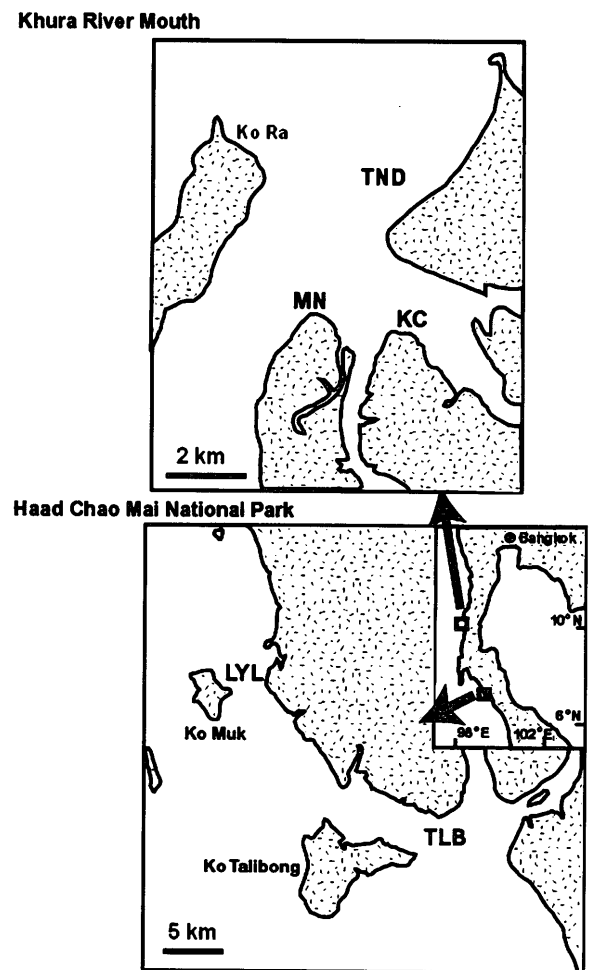 Khura River Mouth
Ko Ra
TND
MN
KC
2 km
Haad Chao Mai National Park
Bangkok
10°N
LYL
Ko Muk
6°N
98°E 102°E
TLB
Ko Talibong
5 km